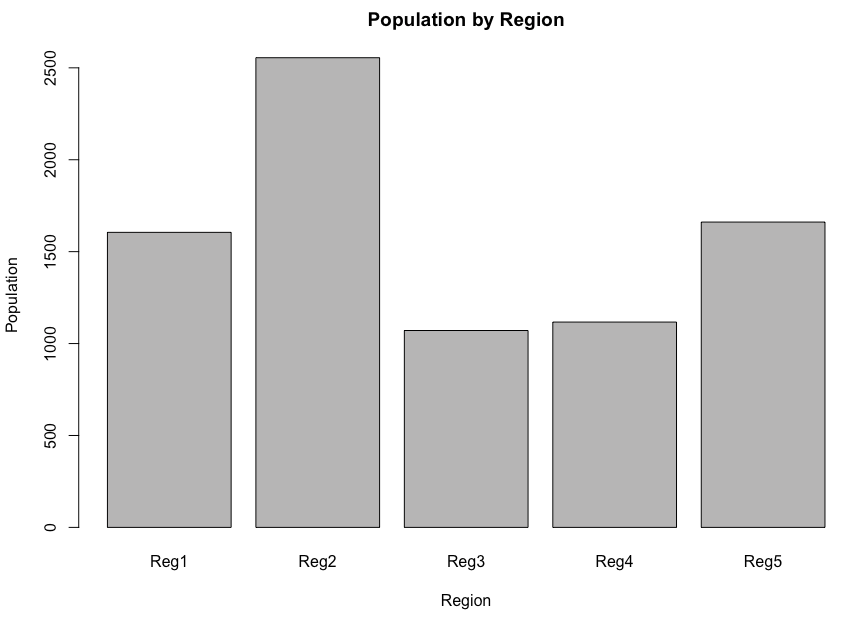 Population by Region
Population
2500
2000
1500
1000
500
0
Reg1 Reg2 Reg3 Reg4 Reg5
Region